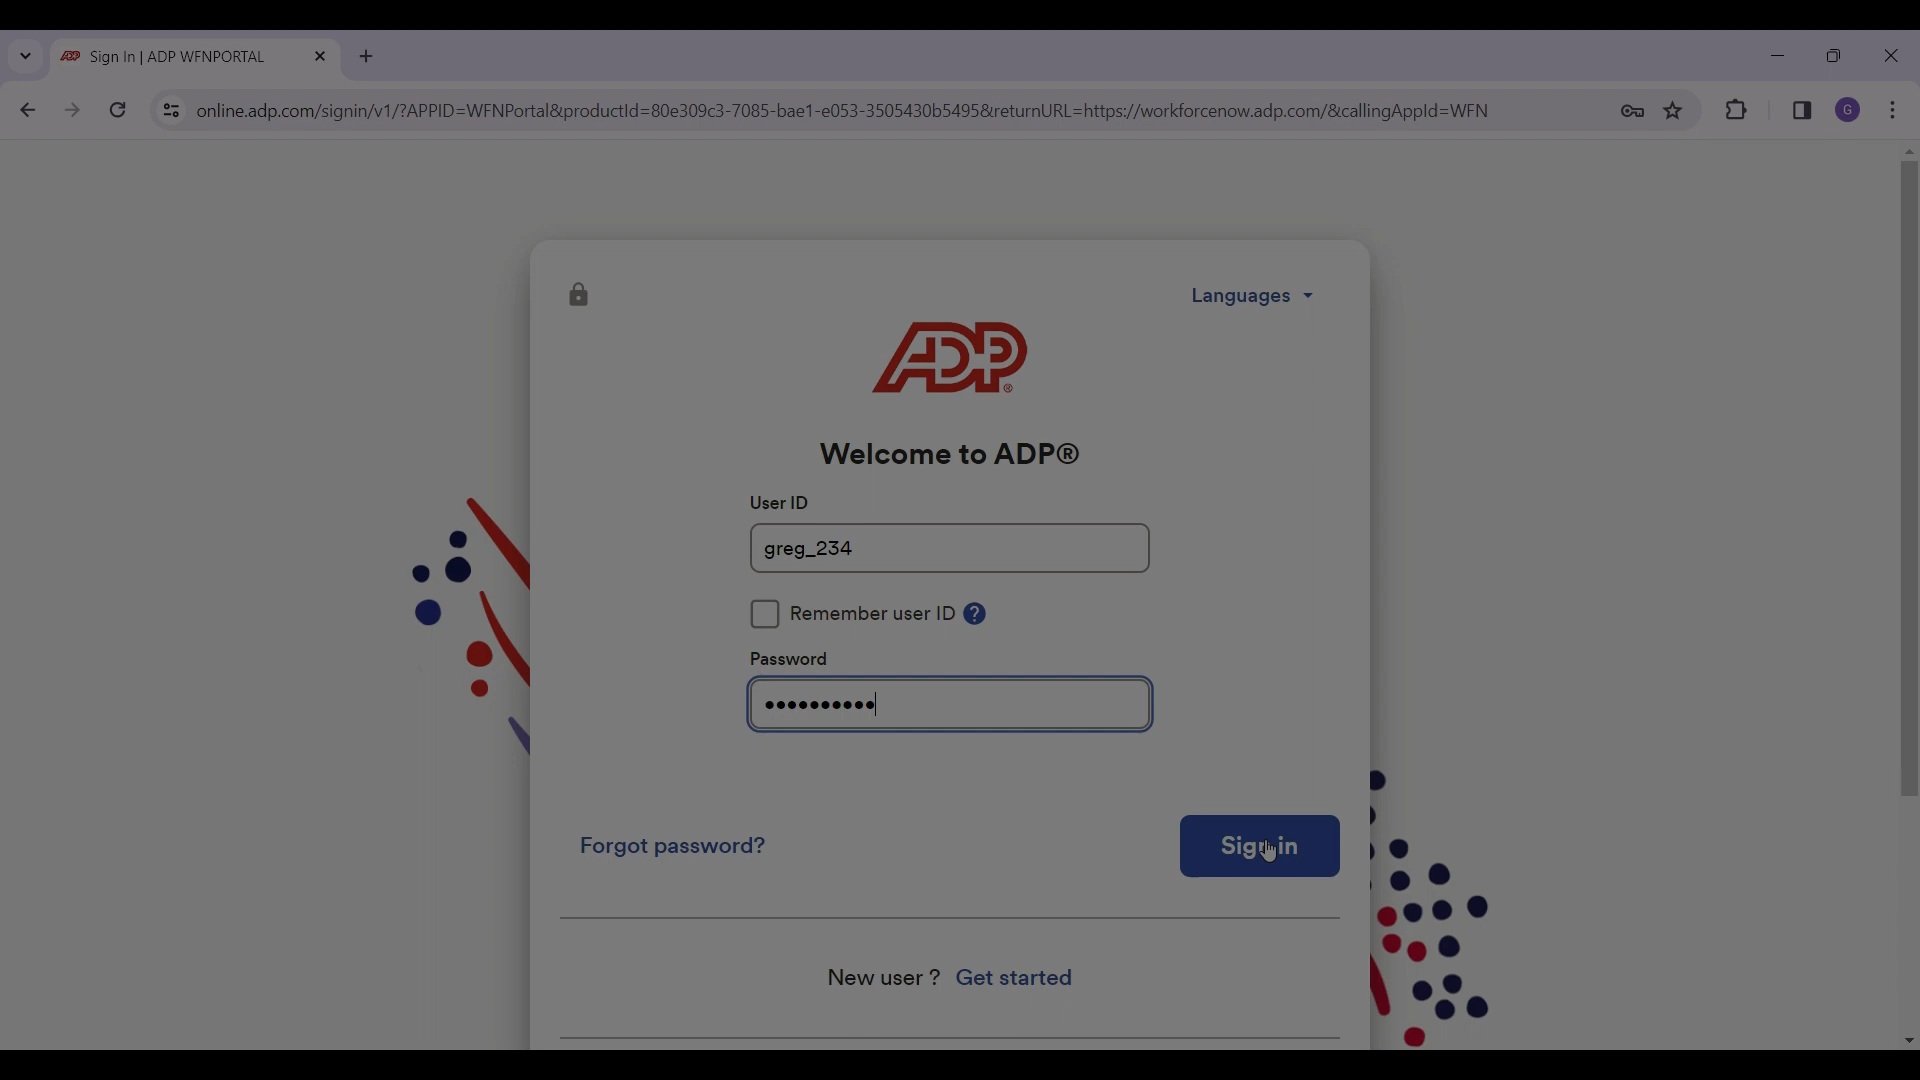 Sign In | ADP WFNPORTAL
online.adp.com/signin/v1/?APPID=WFNPortal&productId=80e309c3-7085-bae1-e053-3505430b5495&returnURL=https://workforcenow.adp.com/&callingAppId=WFN
G
Languages
ADP
Welcome to ADP®
User ID
greg_234
Remember user ID ?
Password
Forgot password?
Sign in
New user ? Get started